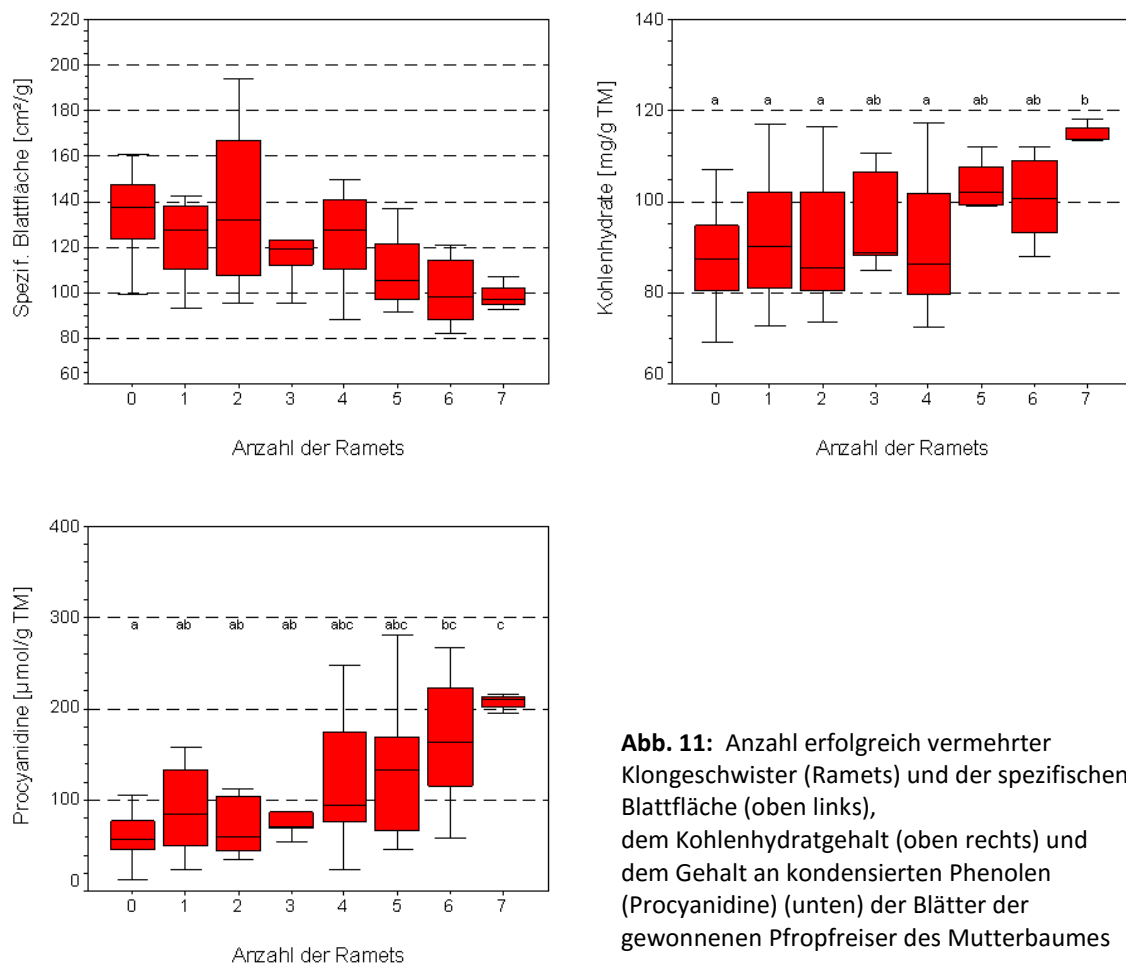 Spezif. Blattfläche [cm²/g]
220
200
180
160
140
120
100
80
60
0 1 2 3 4 5 6 7
Anzahl der Ramets
Kohlenhydrate [mg/g TM]
140
120
100
80
60
a a a ab a ab ab b
0 1 2 3 4 5 6 7
Anzahl der Ramets
Procyanidine [µmol/g TM]
400
300
200
100
0
a ab ab ab abc abc bc c
0 1 2 3 4 5 6 7
Anzahl der Ramets
Abb. 11: Anzahl erfolgreich vermehrter
Klongeschwister (Ramets) und der spezifischen
Blattfläche (oben links),
dem Kohlenhydratgehalt (oben rechts) und
dem Gehalt an kondensierten Phenolen
(Procyanidine) (unten) der Blätter der
gewonnenen Pfropfreiser des Mutterbaumes